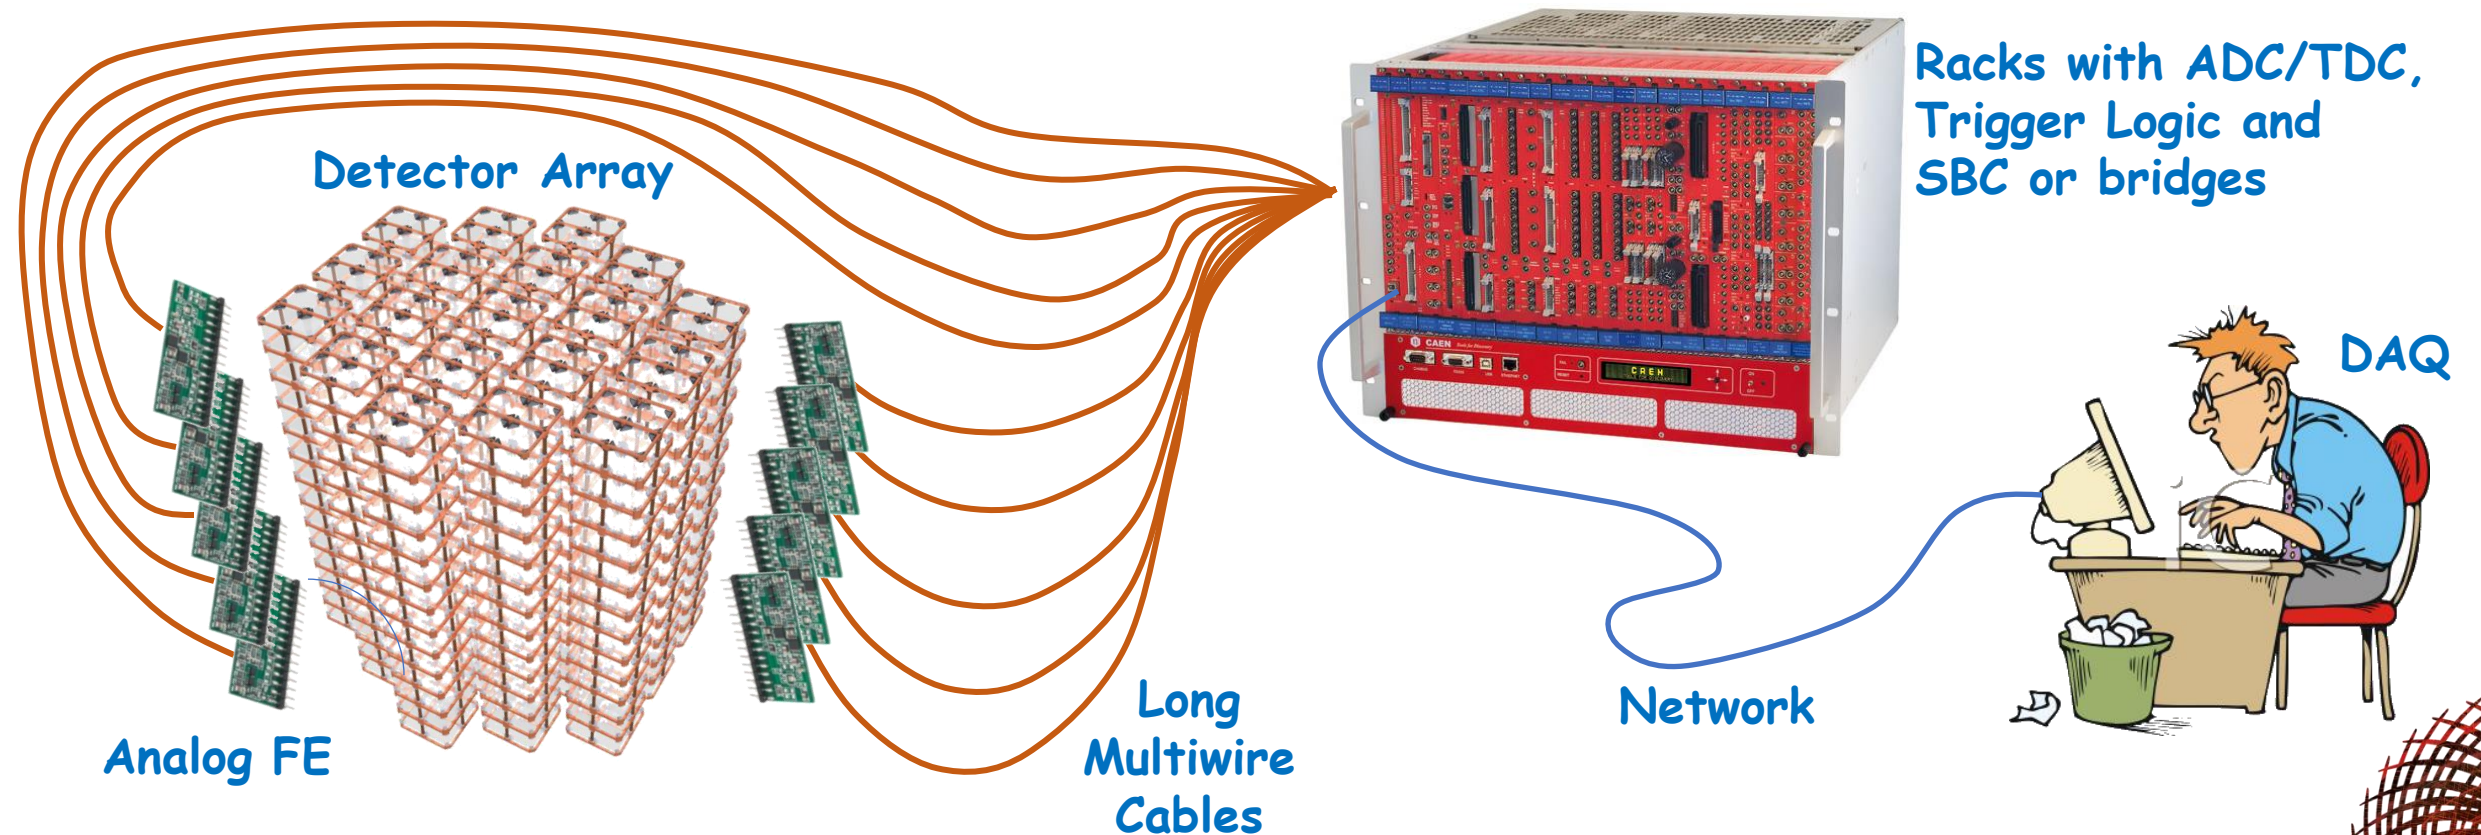 Detector Array
Racks with ADC/TDC,
Trigger Logic and
SBC or bridges
DAQ
CAEN
CAEN
Network
Long
Multiwire
Cables
Analog FE